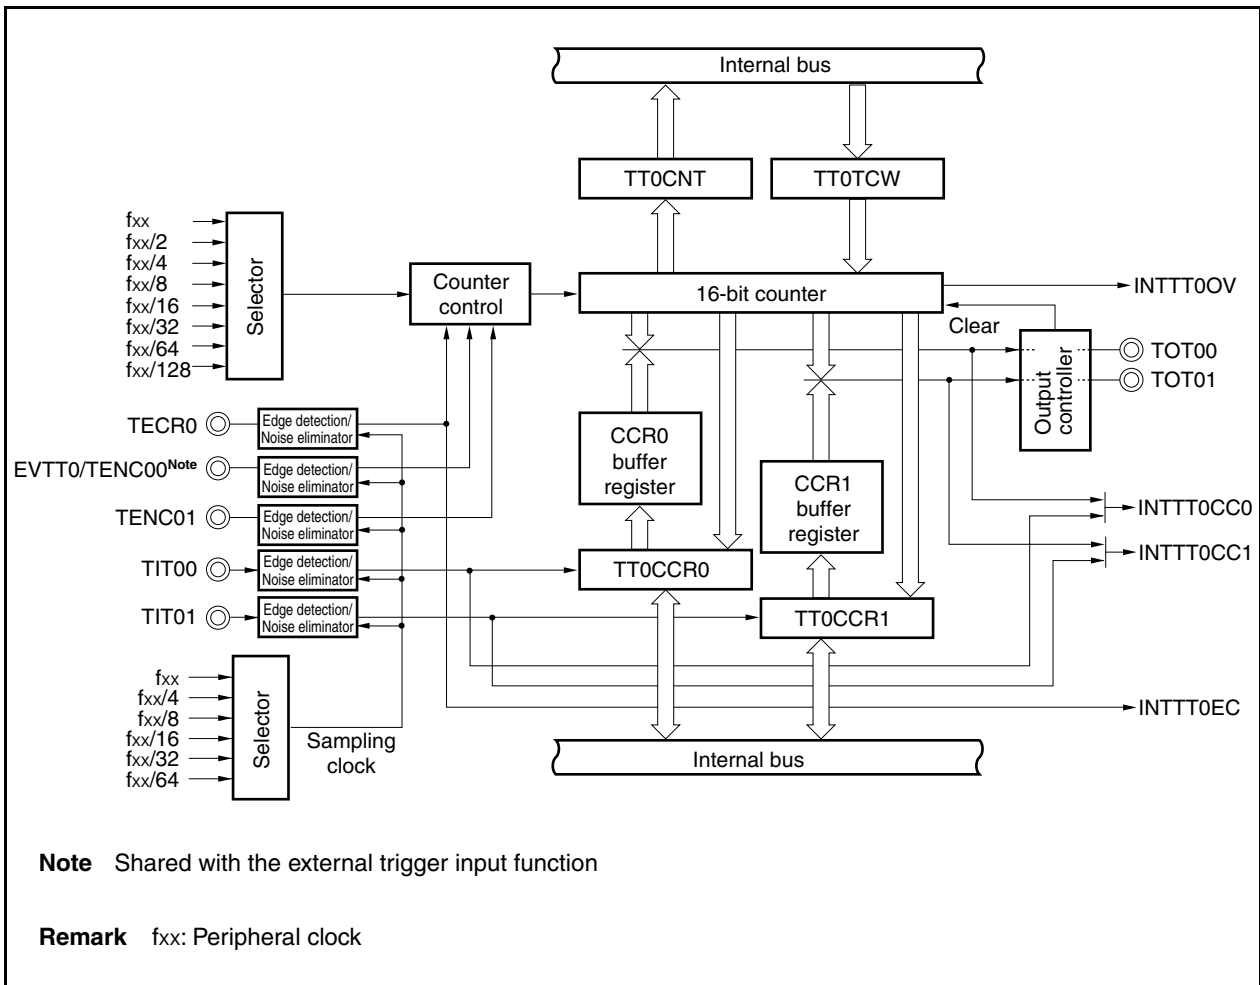 Internal bus
TT0CNT
TT0TCW
fxx
fxx/2
fxx/4
fxx/8
fxx/16
fxx/32
fxx/64
fxx/128
Selector
Counter
control
16-bit counter
INTTT0OV
Clear
TOT00
TOT01
Output
controller
TECR0
Edge detection/
Noise eliminator
EVTT0/TENC00Note
Edge detection/
Noise eliminator
TENC01
Edge detection/
Noise eliminator
TIT00
Edge detection/
Noise eliminator
TIT01
Edge detection/
Noise eliminator
CCR0
buffer
register
CCR1
buffer
register
TT0CCR0
TT0CCR1
INTTT0CC0
INTTT0CC1
INTTT0EC
fxx
fxx/4
fxx/8
fxx/16
fxx/32
fxx/64
Selector
Sampling
clock
Internal bus
Note Shared with the external trigger input function
Remark fxx: Peripheral clock